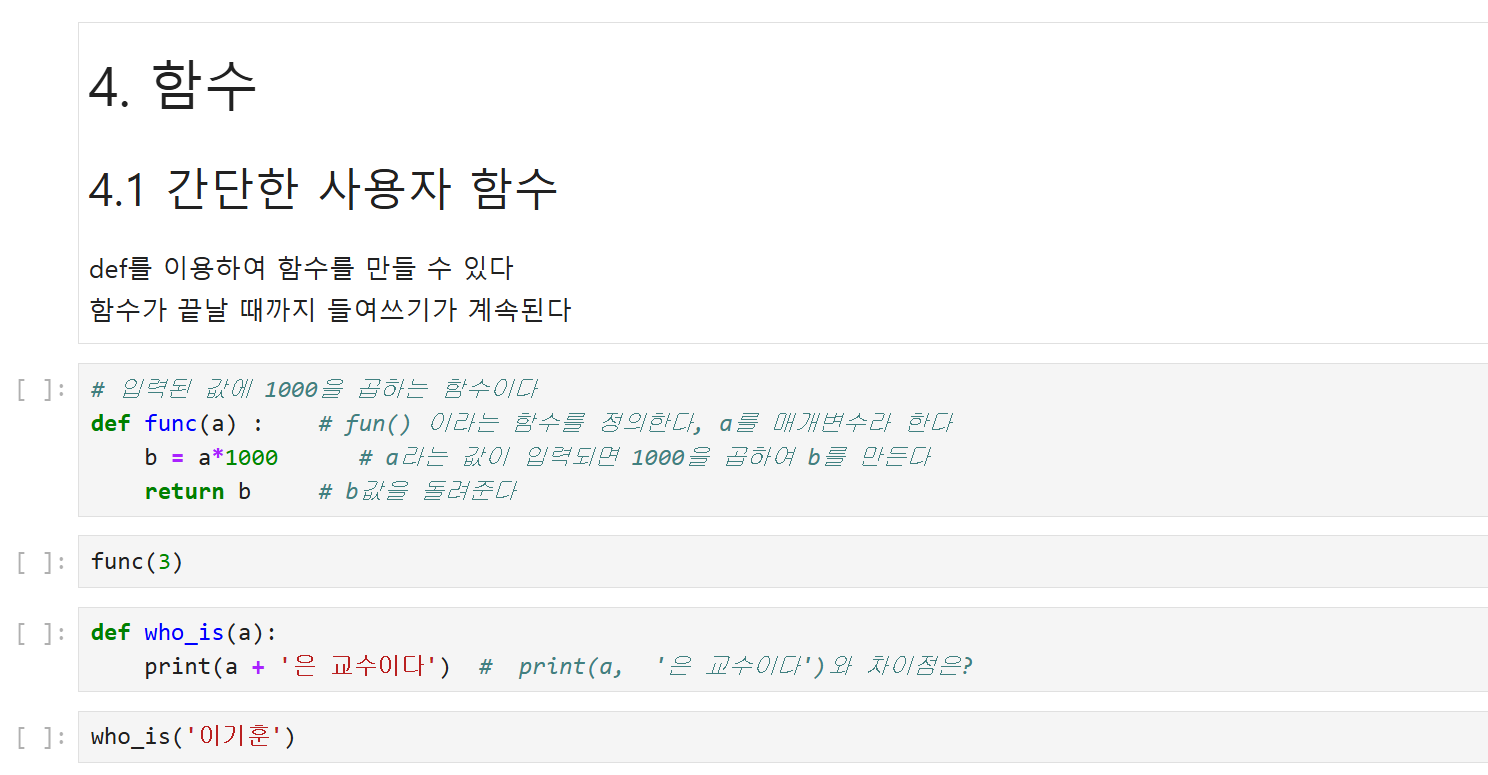 4. 함수
4.1 간단한 사용자 함수
def를 이용하여 함수를 만들 수 있다
함수가 끝날 때까지 들여쓰기가 계속된다
[ ]: # 입력된 값에 1000을 곱하는 함수이다
def func(a) :    # fun() 이라는 함수를 정의한다, a를 매개변수라 한다
    b = a*1000      # a라는 값이 입력되면 1000을 곱하여 b를 만든다
    return b     # b값을 돌려준다
[ ]: func(3)
[ ]: def who_is(a):
    print(a + '은 교수이다')  #  print(a,  '은 교수이다')와 차이점은?
[ ]: who_is('이기훈')